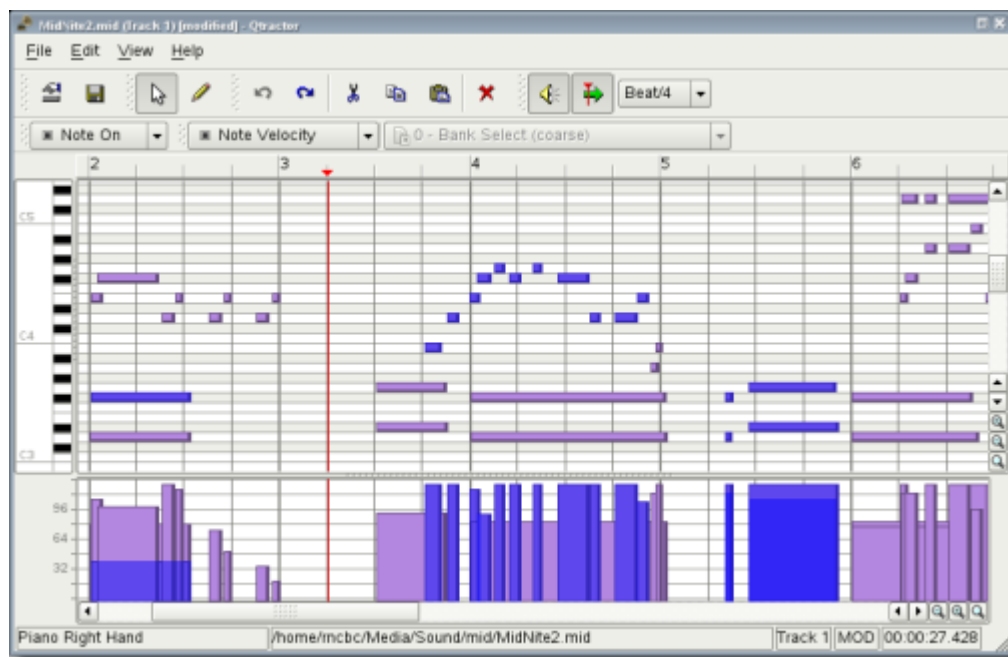 MidNite2.mid (Track 1) [modified] - Qtractor
File Edit View Help
Beat/4
Note On Note Velocity 0 - Bank Select (coarse)
2 3 4 5 6
C5
C4
C3
96
64
32
Piano Right Hand /home/rncbc/Media/Sound/mid/MidNite2.mid Track 1 MOD 00:00:27.428